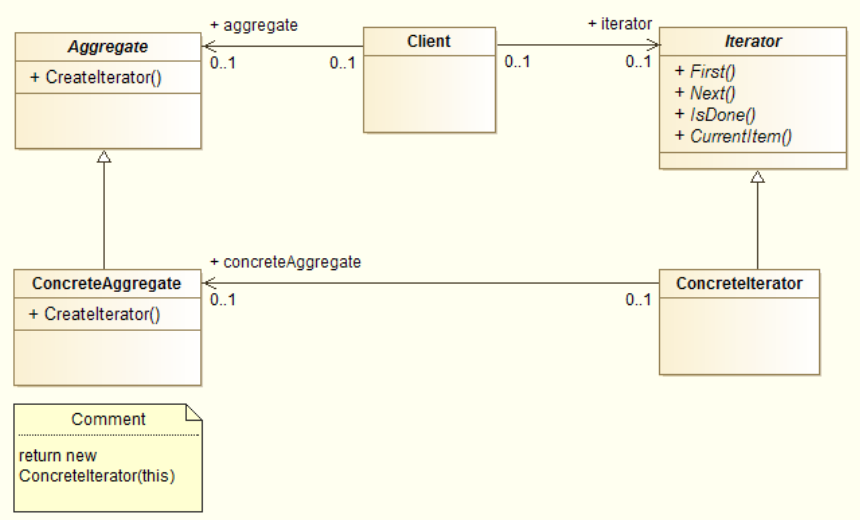 + aggregate
+ iterator
Aggregate
Client
Iterator
0..1
0..1
0..1
0..1
+ CreateIterator()
+ First()
+ Next()
+ IsDone()
+ CurrentItem()
+ concreteAggregate
ConcreteAggregate
ConcreteIterator
0..1
0..1
+ CreateIterator()
Comment
return new
ConcreteIterator(this)